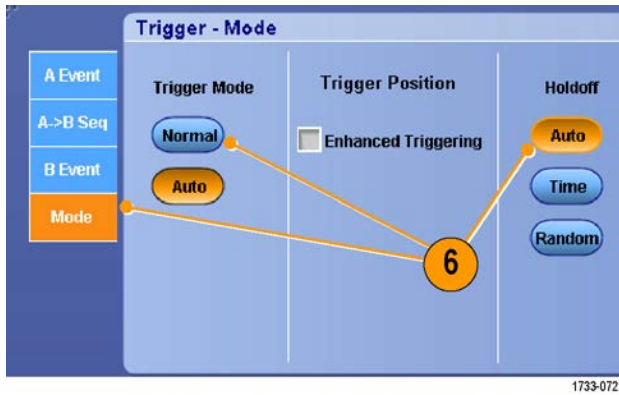 Trigger - Mode
A Event
A->B Seq
B Event
Mode
Trigger Mode
Normal
Auto
Trigger Position
Enhanced Triggering
Holdoff
Auto
Time
Random
6
1733-072